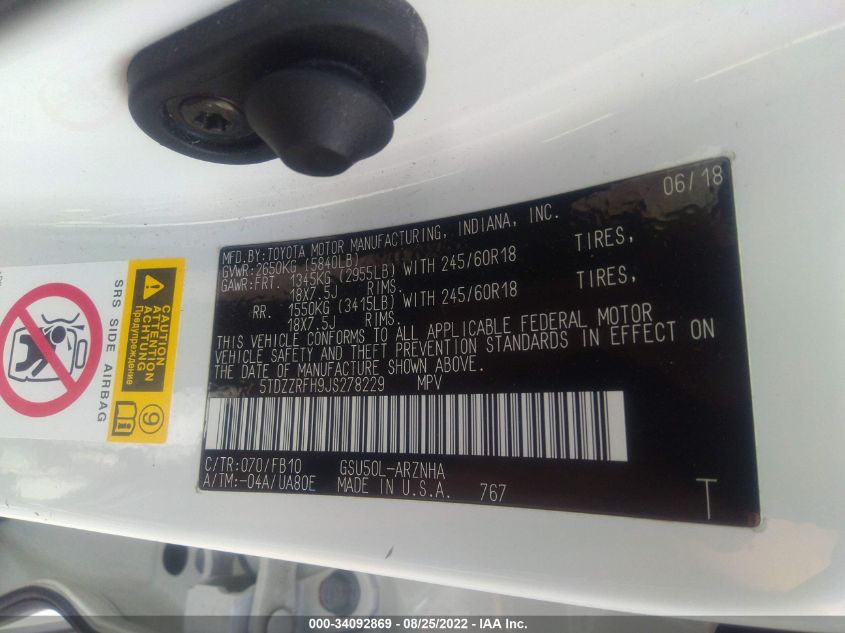 06/18
MFD.BY:TOYOTA MOTOR MANUFACTURING, INDIANA, INC.
GVWR:2650KG (5840LB)
GAWR:FRT. 1345KG (2955LB) WITH 245/60R18 TIRES,
18X7.5J RIMS.
RR. 1550KG (3415LB) WITH 245/60R18 TIRES,
18X7.5J RIMS.
THIS VEHICLE CONFORMS TO ALL APPLICABLE FEDERAL MOTOR
VEHICLE SAFETY AND THEFT PREVENTION STANDARDS IN EFFECT ON
THE DATE OF MANUFACTURE SHOWN ABOVE.
5TDZZRFH9JS278229 MPV
C/TR:070/FB10 GSU50L-ARZNHA
A/TM:-04A/UA80E MADE IN U.S.A. 767
T
SRS SIDE AIRBAG
CAUTION
ATTENTION
ACHTUNG
Предупреждение
9
000-34092869 - 08/25/2022 - IAA Inc.